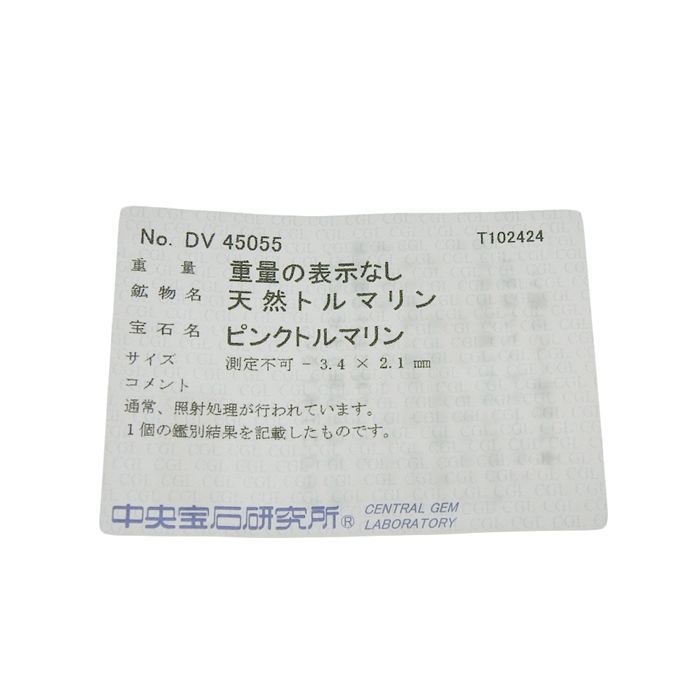 No. DV 45055 T102424
重量 重量の表示なし
鉱物名 天然トルマリン
宝石名 ピンクトルマリン
サイズ 測定不可 - 3.4 × 2.1 mm
コメント
通常、照射処理が行われています。
1個の鑑別結果を記載したものです。
中央宝石研究所® CENTRAL GEM
LABORATORY